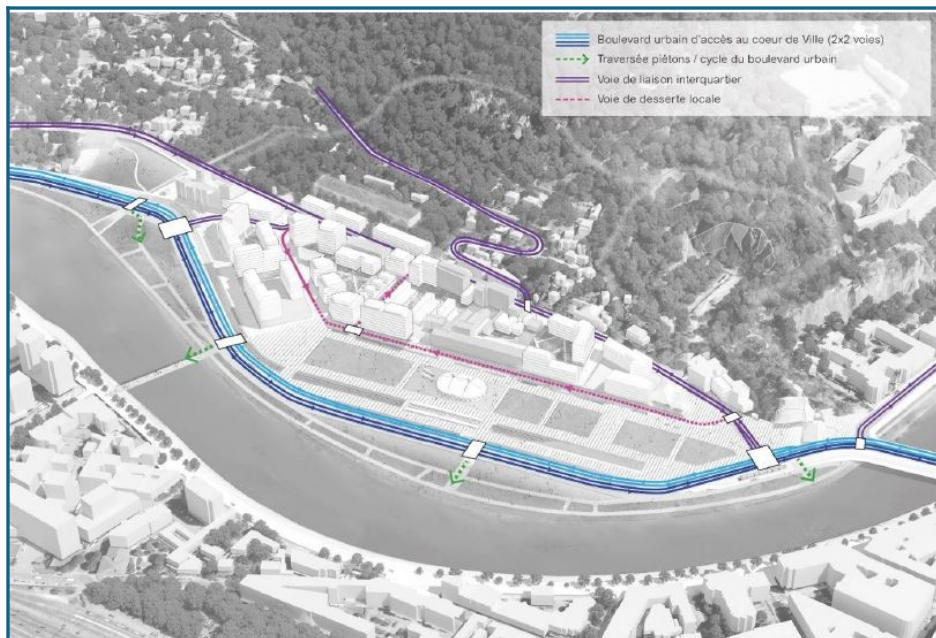 Boulevard urbain d'accès au coeur de Ville (2x2 voies)
Traversée piétons / cycle du boulevard urbain
Voie de liaison interquartier
Voie de desserte locale